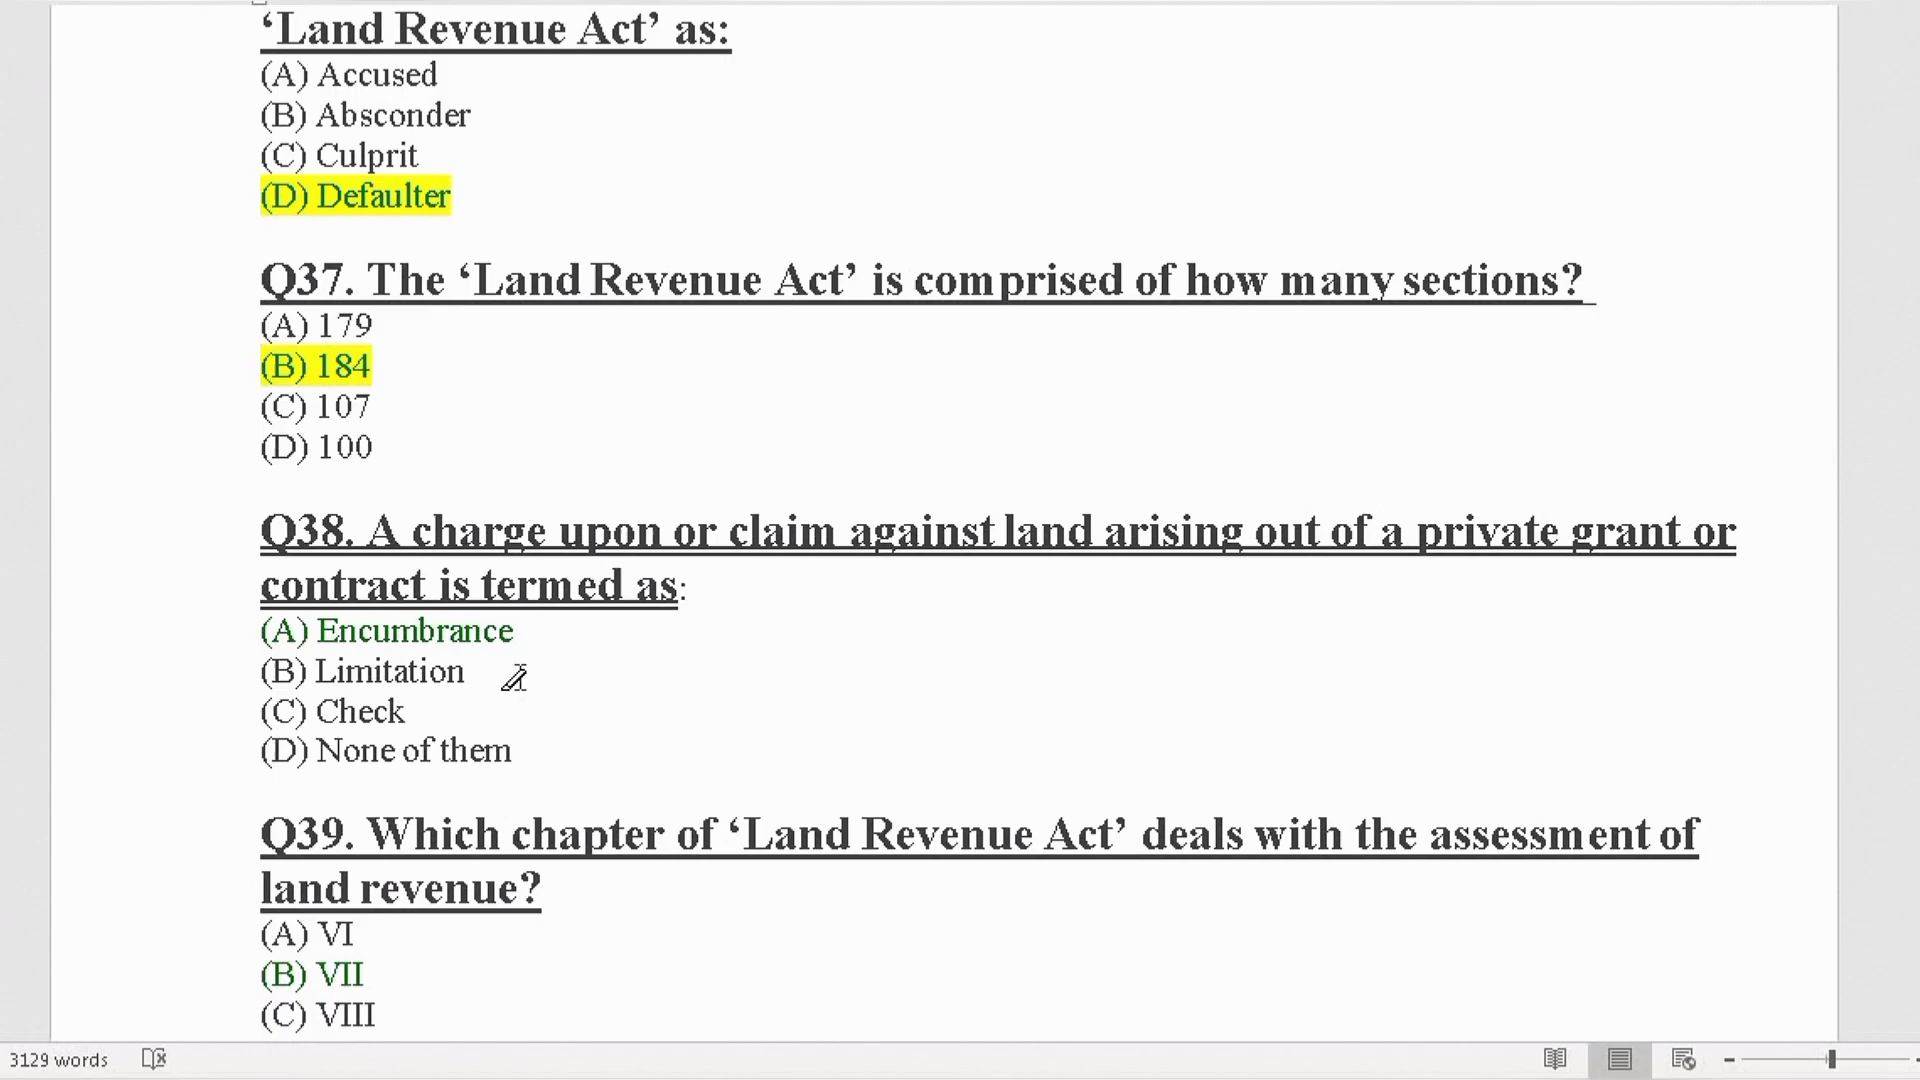 ‘Land Revenue Act’ as:
(A) Accused
(B) Absconder
(C) Culprit
(D) Defaulter
Q37. The ‘Land Revenue Act’ is comprised of how many sections?
(A) 179
(B) 184
(C) 107
(D) 100
Q38. A charge upon or claim against land arising out of a private grant or
contract is termed as:
(A) Encumbrance
(B) Limitation
(C) Check
(D) None of them
Q39. Which chapter of ‘Land Revenue Act’ deals with the assessment of
land revenue?
(A) VI
(B) VII
(C) VIII
3129 words